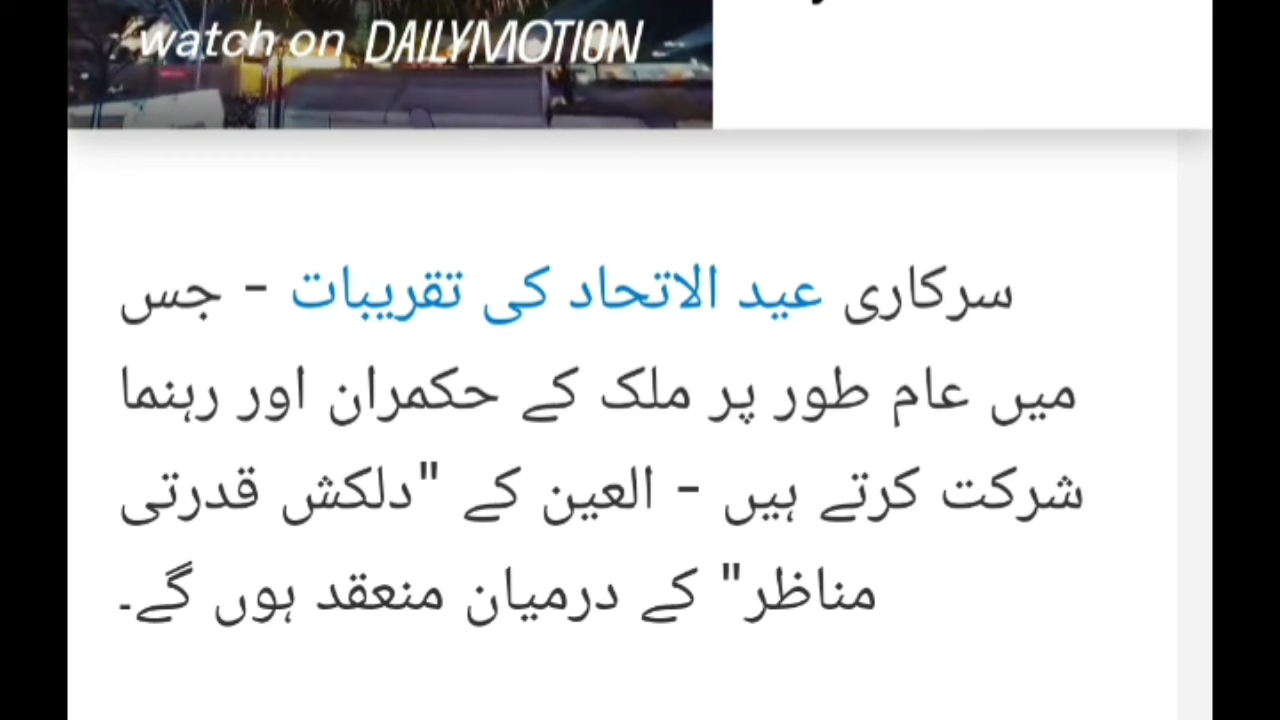 watch on DAILYMOTION
سرکاری عید الاتحاد کی تقریبات - جس
میں عام طور پر ملک کے حکمران اور رہنما
شرکت کرتے ہیں - العین کے "دلکش قدرتی
مناظر" کے درمیان منعقد ہوں گے۔